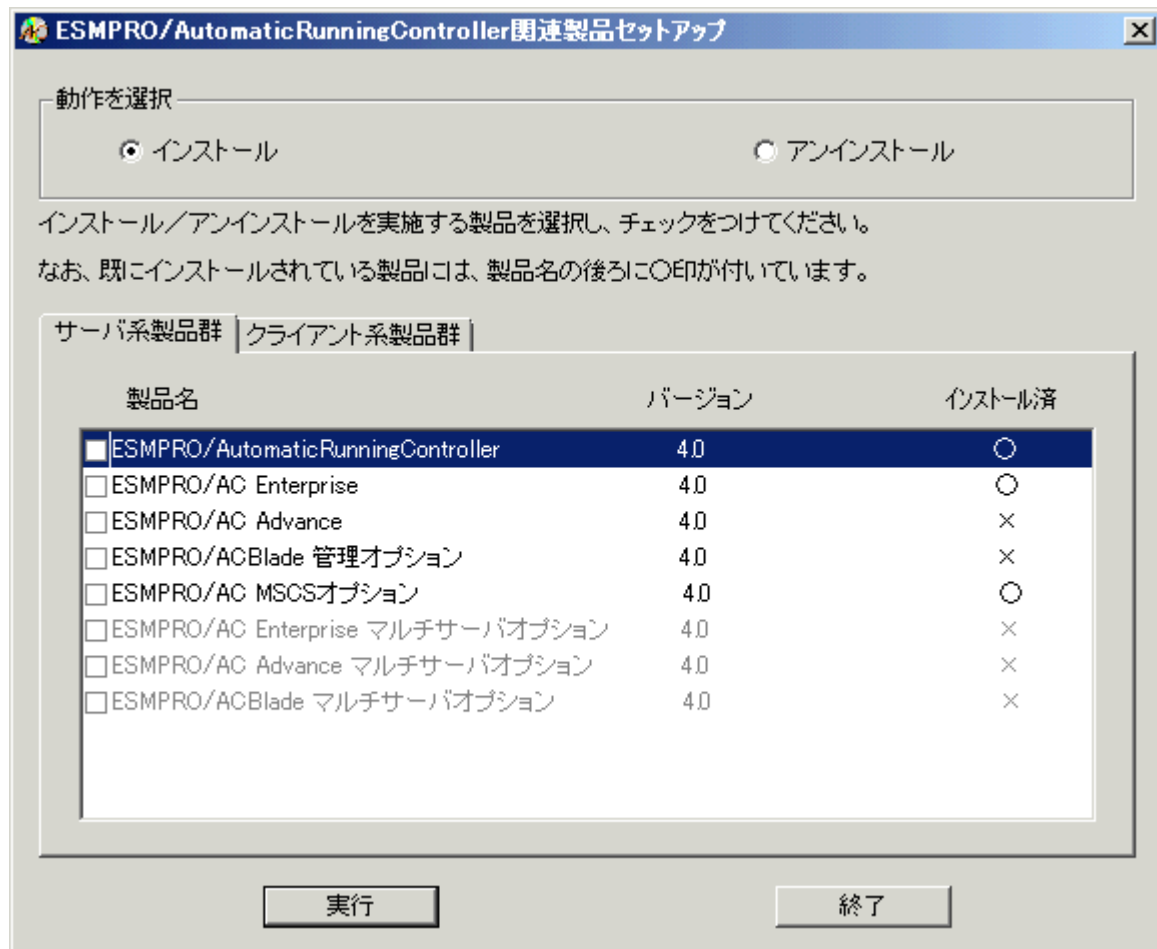 ESMPRO/AutomaticRunningController関連製品セットアップ
動作を選択
インストール アンインストール
インストール／アンインストールを実施する製品を選択し、チェックをつけてください。
なお、既にインストールされている製品には、製品名の後ろに○印が付いています。
サーバ系製品群 クライアント系製品群
製品名 バージョン インストール済
ESMPRO/AutomaticRunningController 4.0 ○
ESMPRO/AC Enterprise 4.0 ○
ESMPRO/AC Advance 4.0 ×
ESMPRO/ACBlade 管理オプション 4.0 ×
ESMPRO/AC MSCSオプション 4.0 ○
ESMPRO/AC Enterprise マルチサーバオプション 4.0 ×
ESMPRO/AC Advance マルチサーバオプション 4.0 ×
ESMPRO/ACBlade マルチサーバオプション 4.0 ×
実行 終了